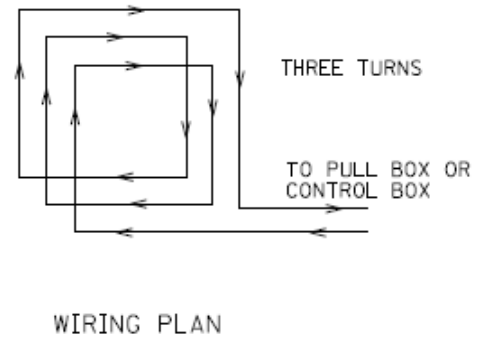 THREE TURNS
TO PULL BOX OR
CONTROL BOX
WIRING PLAN